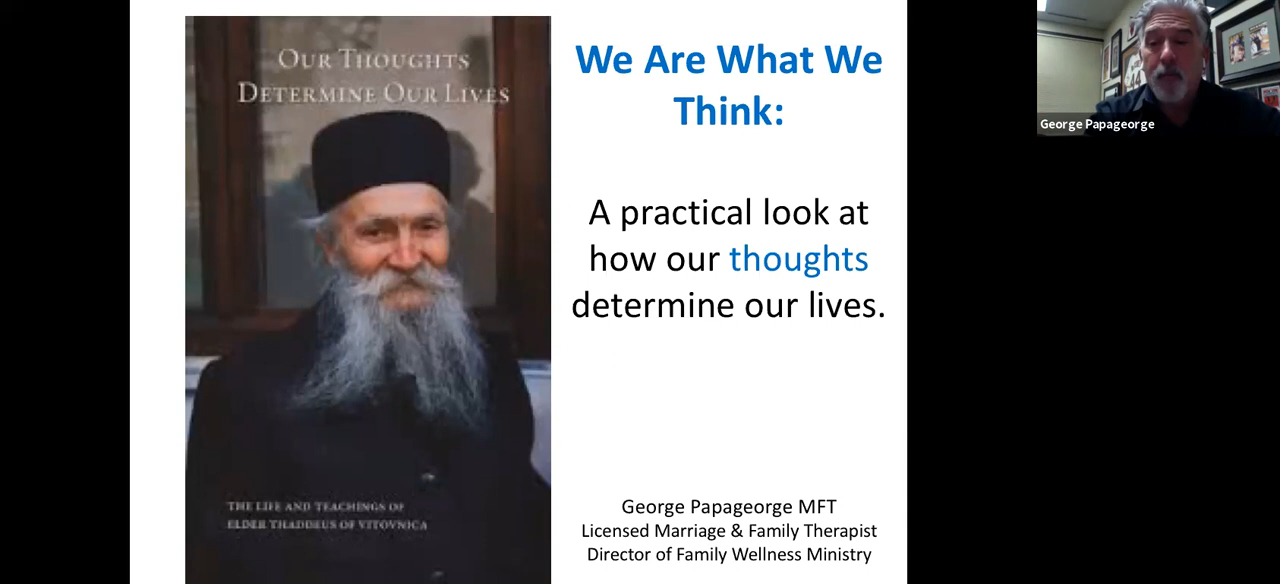 OUR THOUGHTS
DETERMINE OUR LIVES
THE LIFE AND TEACHINGS OF
ELDER THADDEUS OF VITOVNICA
We Are What We
Think:
A practical look at
how our thoughts
determine our lives.
George Papageorge MFT
Licensed Marriage & Family Therapist
Director of Family Wellness Ministry
George Papageorge